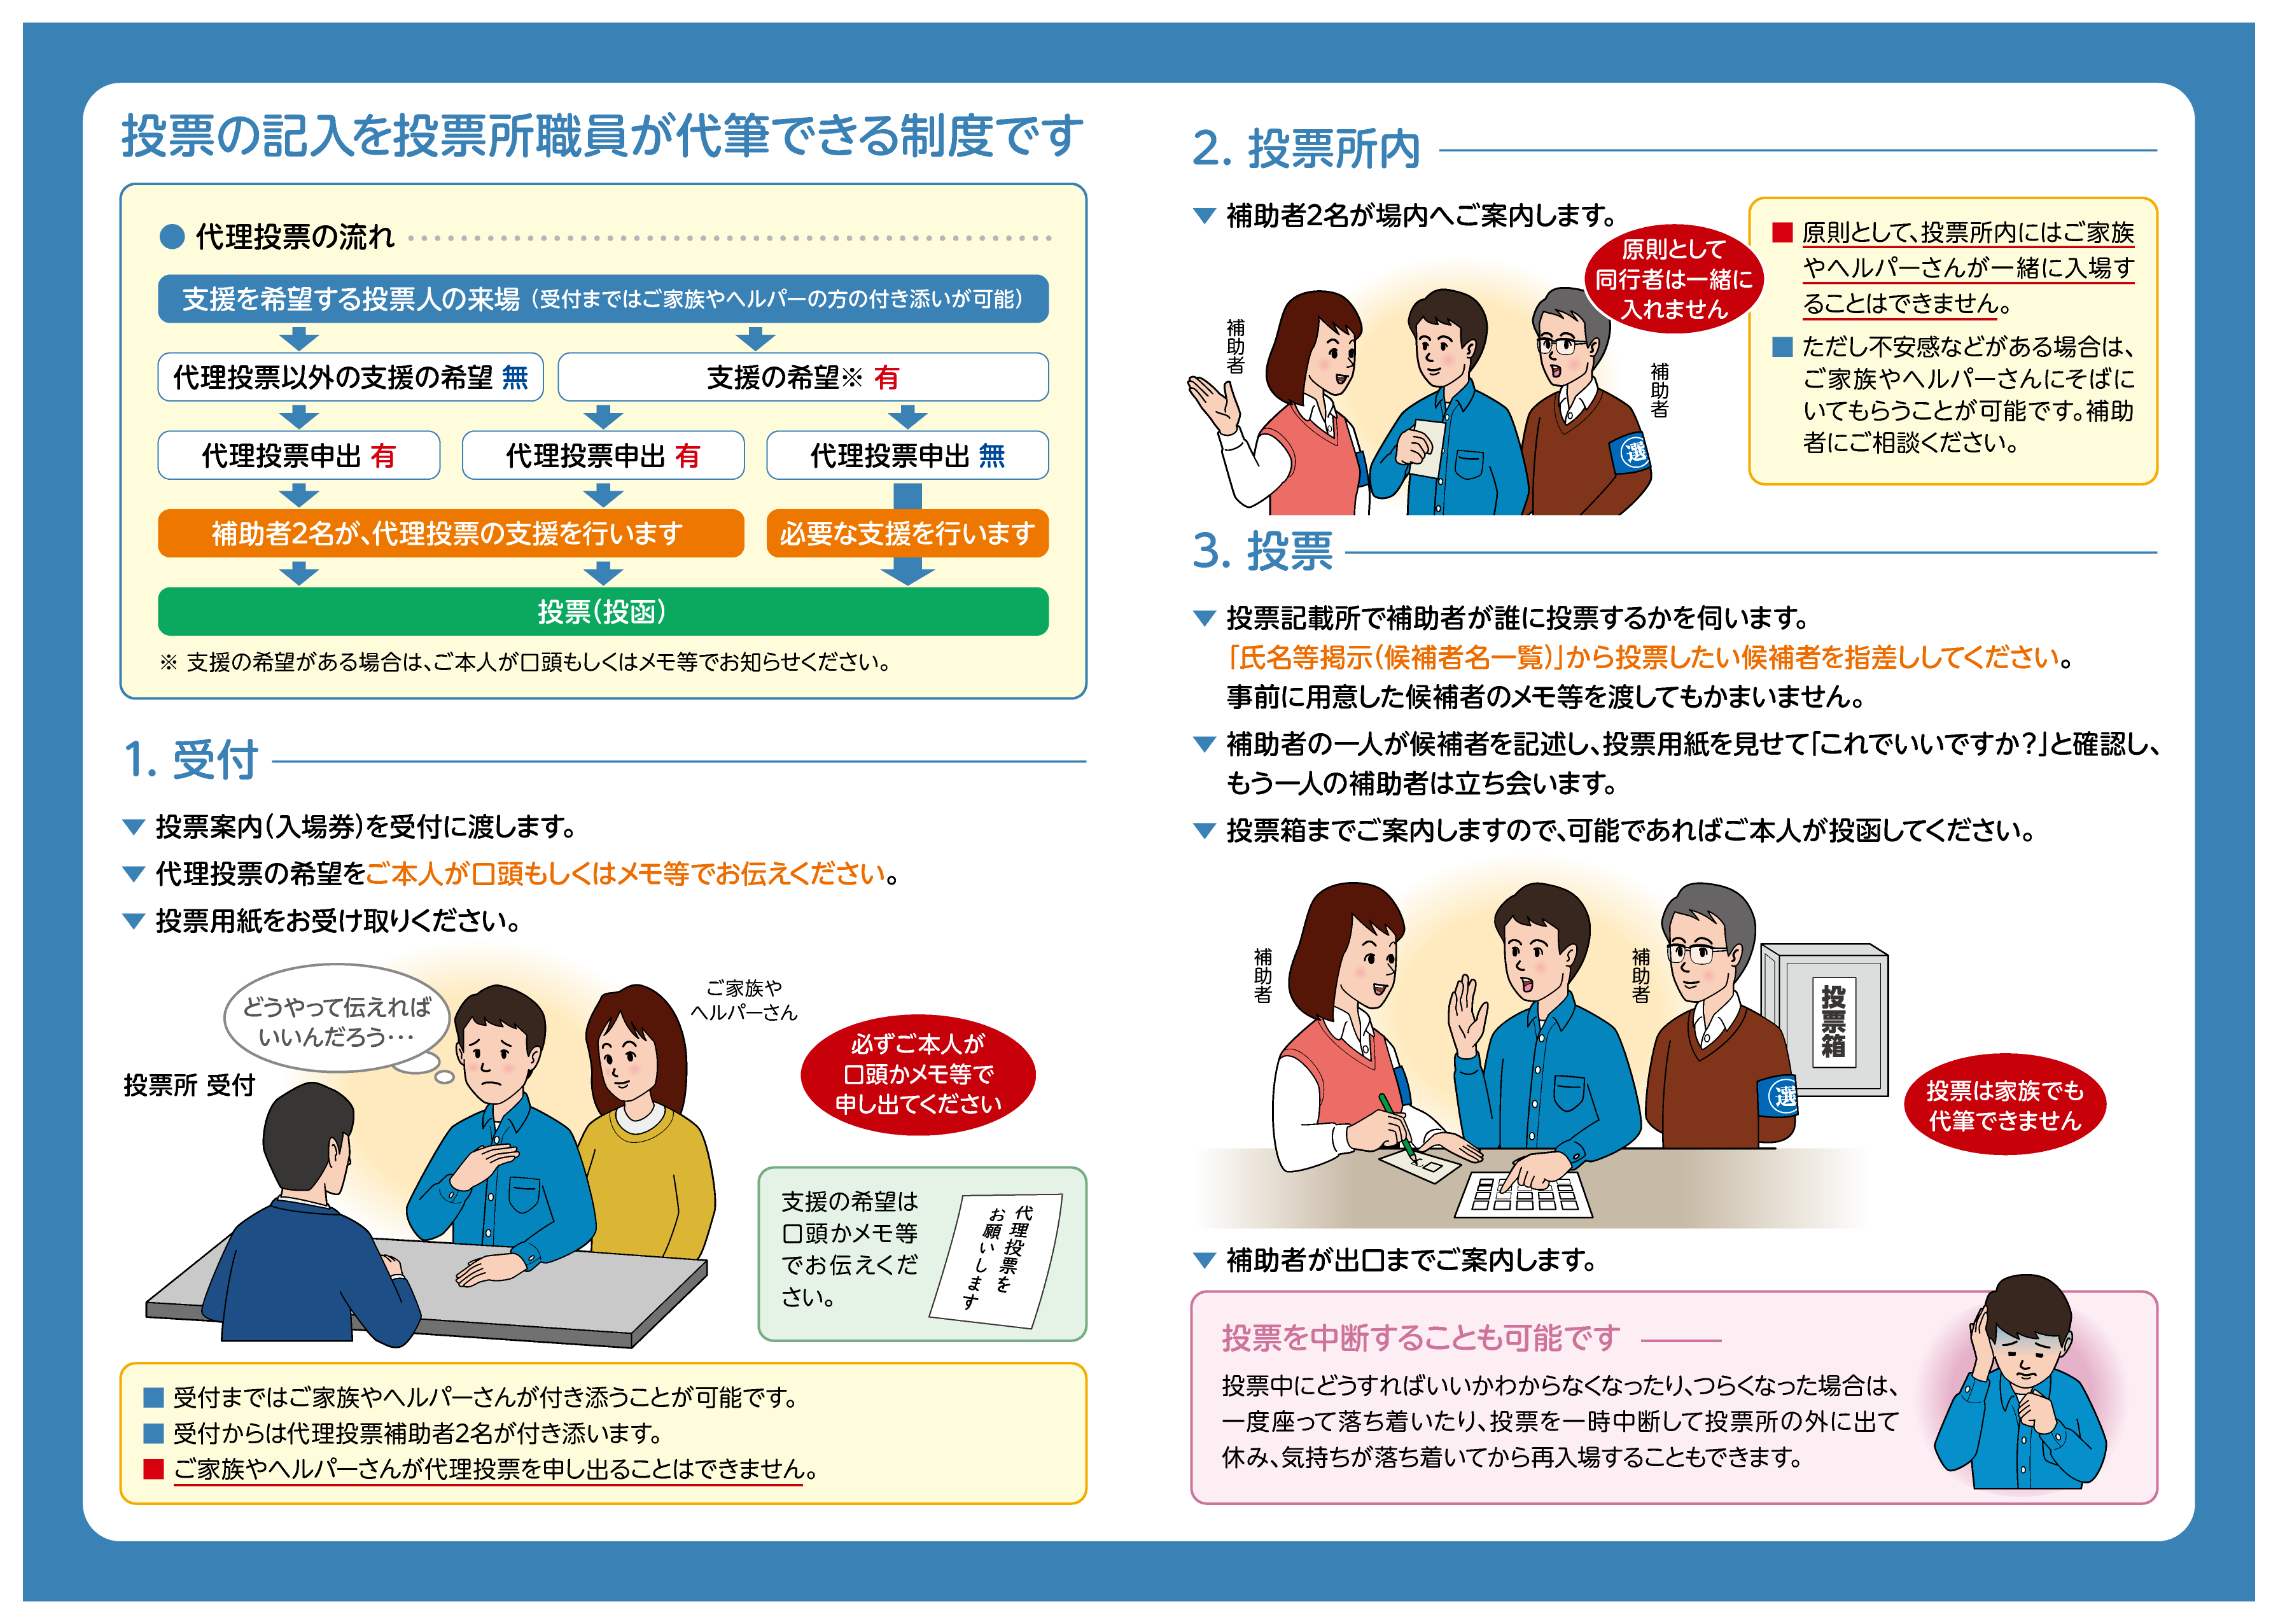 投票の記入を投票所職員が代筆できる制度です
● 代理投票の流れ
支援を希望する投票人の来場（受付まではご家族やヘルパーの方の付き添いが可能）
代理投票以外の支援の希望 無
支援の希望※ 有
代理投票申出 有
代理投票申出 有
代理投票申出 無
補助者2名が、代理投票の支援を行います
必要な支援を行います
投票（投函）
※ 支援の希望がある場合は、ご本人が口頭もしくはメモ等でお知らせください。
1. 受付
▼ 投票案内（入場券）を受付に渡します。
▼ 代理投票の希望をご本人が口頭もしくはメモ等でお伝えください。
▼ 投票用紙をお受け取りください。
どうやって伝えれば
いいんだろう・・・
投票所 受付
ご家族や
ヘルパーさん
必ずご本人が
口頭かメモ等で
申し出てください
支援の希望は
口頭かメモ等
でお伝えくだ
さい。
代理投票を
お願いします
■ 受付まではご家族やヘルパーさんが付き添うことが可能です。
■ 受付からは代理投票補助者2名が付き添います。
■ ご家族やヘルパーさんが代理投票を申し出ることはできません。
2. 投票所内
▼ 補助者2名が場内へご案内します。
原則として
同行者は一緒に
入れません
補助者
補助者
選
■ 原則として、投票所内にはご家族
やヘルパーさんが一緒に入場す
ることはできません。
■ ただし不安感などがある場合は、
ご家族やヘルパーさんにそばに
いてもらうことが可能です。補助
者にご相談ください。
3. 投票
▼ 投票記載所で補助者が誰に投票するかを伺います。
「氏名等掲示（候補者名一覧）」から投票したい候補者を指差ししてください。
事前に用意した候補者のメモ等を渡してもかまいません。
▼ 補助者の一人が候補者を記述し、投票用紙を見せて「これでいいですか？」と確認し、
もう一人の補助者は立ち会います。
▼ 投票箱までご案内しますので、可能であればご本人が投函してください。
補助者
補助者
投票箱
選
投票は家族でも
代筆できません
▼ 補助者が出口までご案内します。
投票を中断することも可能です
投票中にどうすればいいかわからなくなったり、つらくなった場合は、
一度座って落ち着いたり、投票を一時中断して投票所の外に出て
休み、気持ちが落ち着いてから再入場することもできます。